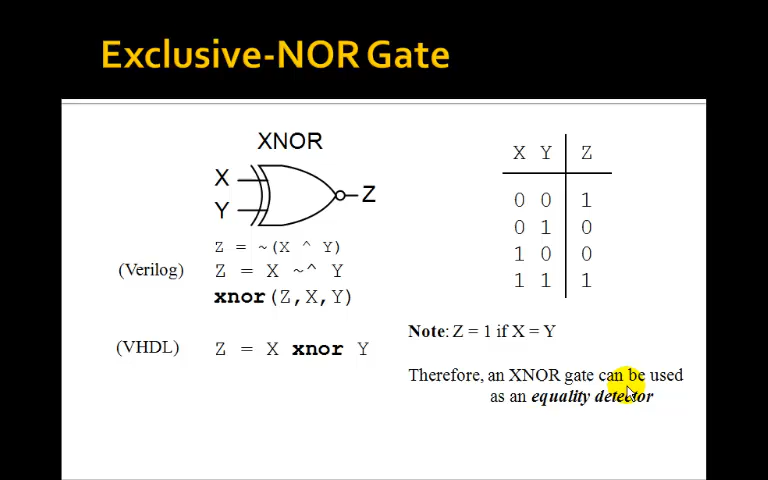 Exclusive-NOR Gate
XNOR
X
Y
Z
Z = ~(X ^ Y)
(Verilog) Z = X ~^ Y
xnor(Z,X,Y)
(VHDL) Z = X xnor Y
X Y Z
0 0 1
0 1 0
1 0 0
1 1 1
Note: Z = 1 if X = Y
Therefore, an XNOR gate can be used
as an equality detector